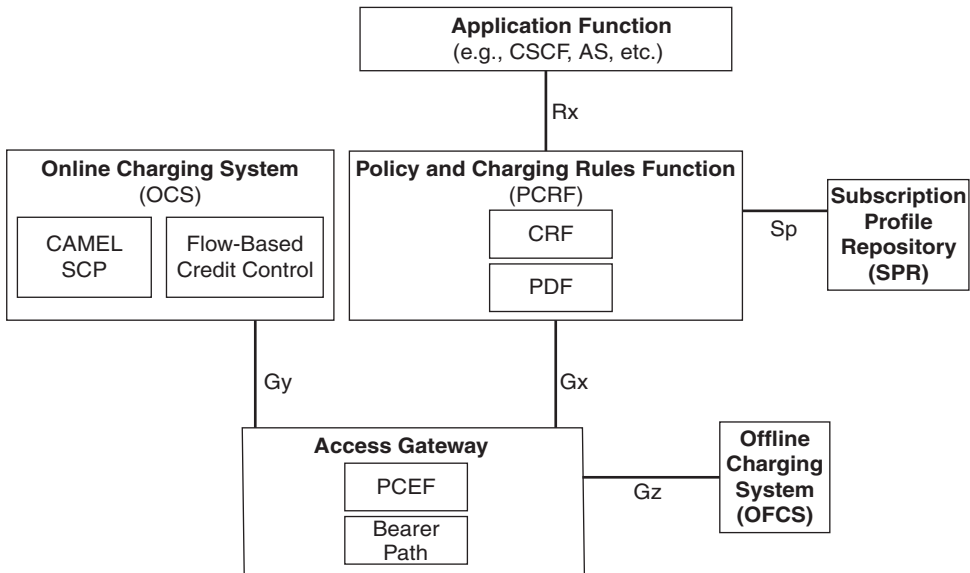 Application Function
(e.g., CSCF, AS, etc.)
Rx
Online Charging System
(OCS)
CAMEL
SCP
Flow-Based
Credit Control
Policy and Charging Rules Function
(PCRF)
CRF
PDF
Sp
Subscription
Profile
Repository
(SPR)
Gy
Gx
Access Gateway
PCEF
Bearer
Path
Gz
Offline
Charging
System
(OFCS)